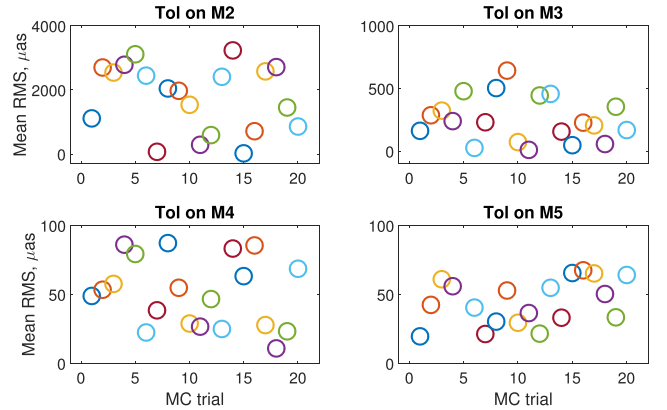 Tol on M2
Mean RMS, μas
4000
2000
0
0 5 10 15 20
Tol on M3
1000
500
0
0 5 10 15 20
Tol on M4
Mean RMS, μas
100
50
0
0 5 10 15 20
MC trial
Tol on M5
100
50
0
0 5 10 15 20
MC trial